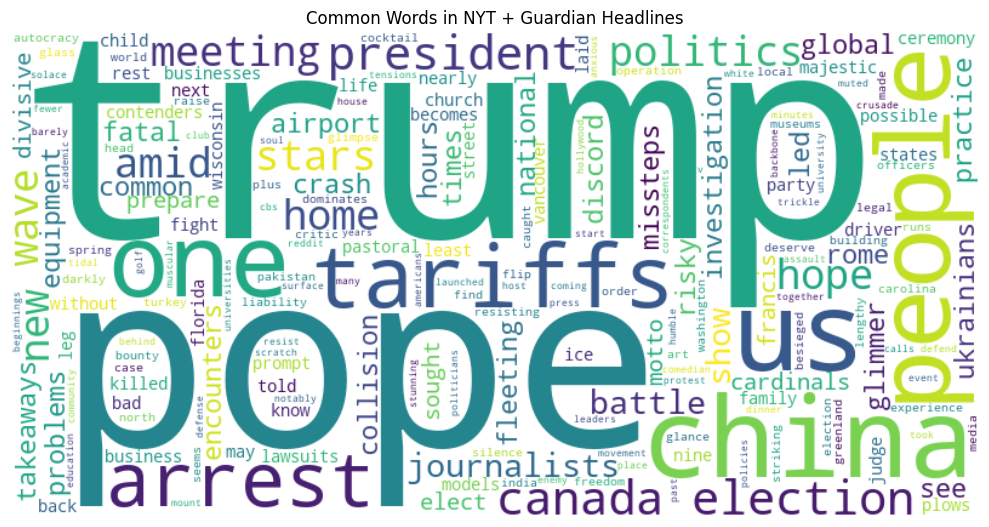 Common Words in NYT + Guardian Headlines
trump
pope
people
us
tariffs
china
one
arrest
president
politics
meeting
election
canada
hope
stars
amid
home
new
wave
journalists
battle
global
airport
fatal
crash
common
prepare
hours
times
national
vancouver
discord
missteps
investigation
led
practice
ceremony
majestic
possible
states
party
driver
rome
ukrainians
glimmer
francis
risky
show
motto
cardinals
family
nine
judge
see
plows
experience
media
greenland
election
striking
policies
dinner
comedian
protest
art
glance
past
leaders
movement
place
freedom
enemy
india
silence
models
elect
sought
fleeting
collision
encounters
florida
prompt
told
know
ice
killed
bounty
case
bad
north
behind
resist
scratch
notably
defense
seems
mount
business
may
lawsuits
back
education
community
problems
takeaways
leg
beginnings
tidal
spring
darkly
without
turkey
equipment
divisive
autocracy
glass
solace
fewer
barely
academic
child
world
rest
businesses
next
raise
contenders
head
club
wisconsin
fight
soul
plus
cbs
dominates
critic
years
reddit
house
glimpse
life
cocktail
tensions
nearly
church
becomes
street
laid
anxious
operation
white
local
muted
made
crusade
minutes
museums
officers
backbone
university
trickle
hollywood
correspondents
caught
start
pastoral
least
pakistan
surface
many
liability
universities
golf
muscular
americans
launched
find
flip
host
coming
press
order
resisting
humble
washington
besieged
together
deserve
assault
building
legal
runs
carolina
lengthy
calls
defend
event
took
stunning
politicians